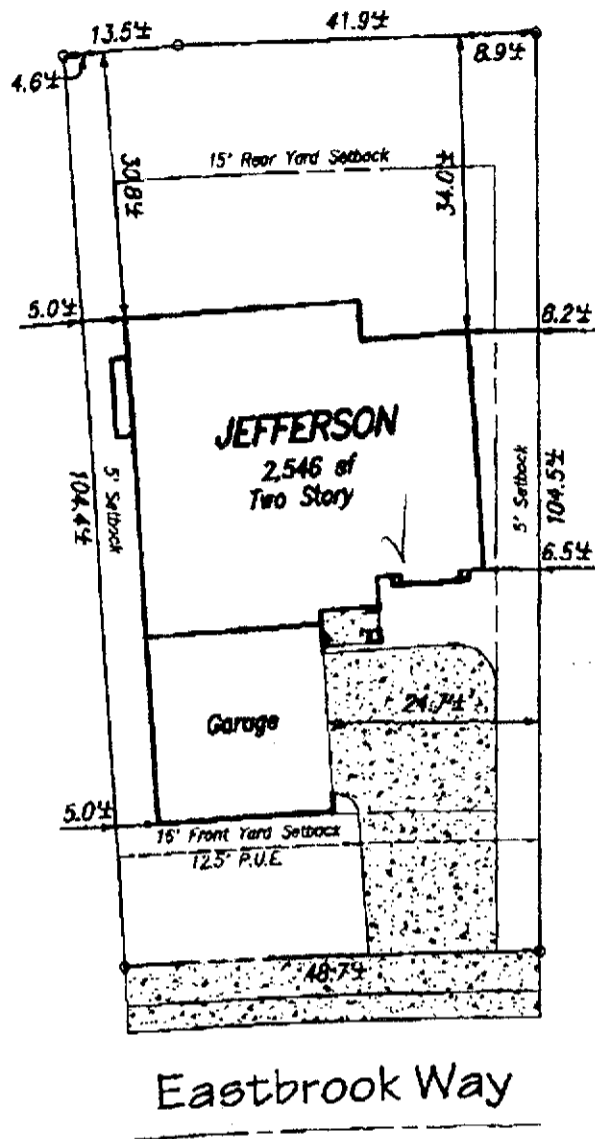 13.5'±
41.9'±
4.6'±
8.9'±
15' Rear Yard Setback
30.8'±
34.0'±
5.0'±
8.2'±
JEFFERSON
2,546 sf
Two Story
5' Setback
104.4'±
5' Setback
104.5'±
6.5'±
24.7'±
Garage
5.0'±
Front Yard Setback
12.5' P.U.E.
48.7'±
Eastbrook Way